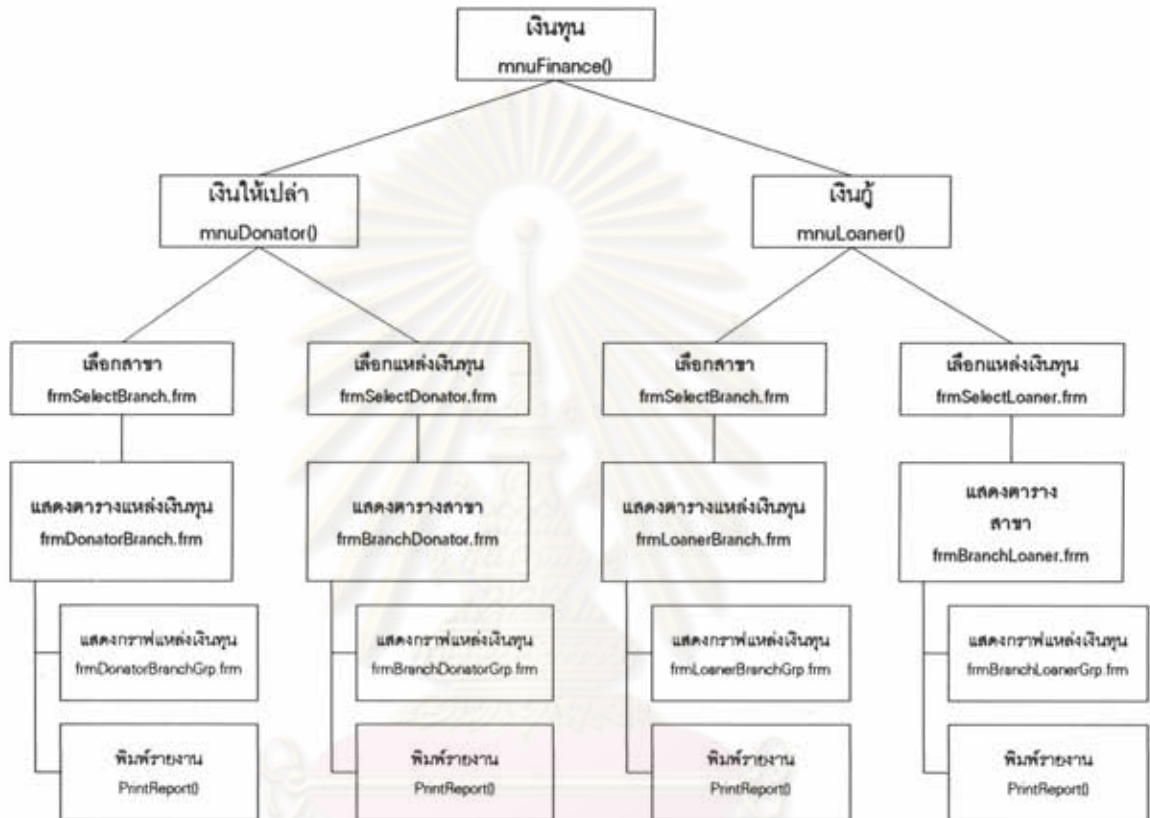 เงินทุน
mnuFinance()
เงินให้เปล่า
mnuDonator()
เงินกู้
mnuLoaner()
เลือกสาขา
frmSelectBranch.frm
เลือกแหล่งเงินทุน
frmSelectDonator.frm
เลือกสาขา
frmSelectBranch.frm
เลือกแหล่งเงินทุน
frmSelectLoaner.frm
แสดงตารางแหล่งเงินทุน
frmDonatorBranch.frm
แสดงตารางสาขา
frmBranchDonator.frm
แสดงตารางแหล่งเงินทุน
frmLoanerBranch.frm
แสดงตาราง
สาขา
frmBranchLoaner.frm
แสดงกราฟแหล่งเงินทุน
frmDonatorBranchGrp.frm
แสดงกราฟแหล่งเงินทุน
frmBranchDonatorGrp.frm
แสดงกราฟแหล่งเงินทุน
frmLoanerBranchGrp.frm
แสดงกราฟแหล่งเงินทุน
frmBranchLoanerGrp.frm
พิมพ์รายงาน
PrintReport()
พิมพ์รายงาน
PrintReport()
พิมพ์รายงาน
PrintReport()
พิมพ์รายงาน
PrintReport()